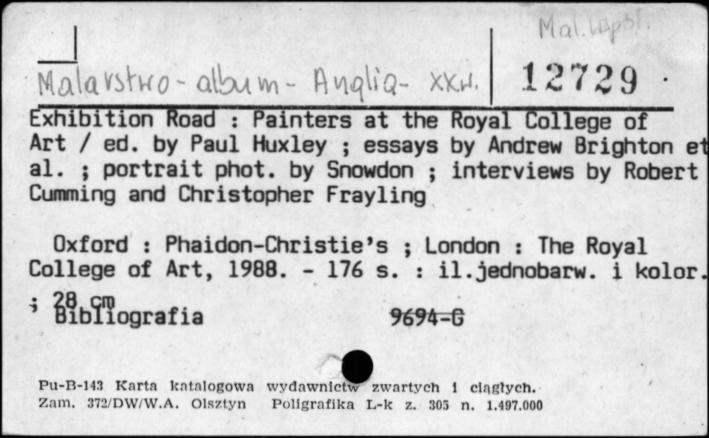 Mal. współ.
Malarstwo - album - Anglia - XX w.
12729
Exhibition Road : Painters at the Royal College of
Art / ed. by Paul Huxley ; essays by Andrew Brighton et
al. ; portrait phot. by Snowdon ; interviews by Robert
Cumming and Christopher Frayling
Oxford : Phaidon-Christie's ; London : The Royal
College of Art, 1988. - 176 s. : il.jednobarw. i kolor.
; 28 cm
Bibliografia 9694-G
Pu-B-143 Karta katalogowa wydawnictw zwartych i ciągłych.
Zam. 372/DW/W.A. Olsztyn Poligrafika L-k z. 305 n. 1.497.000